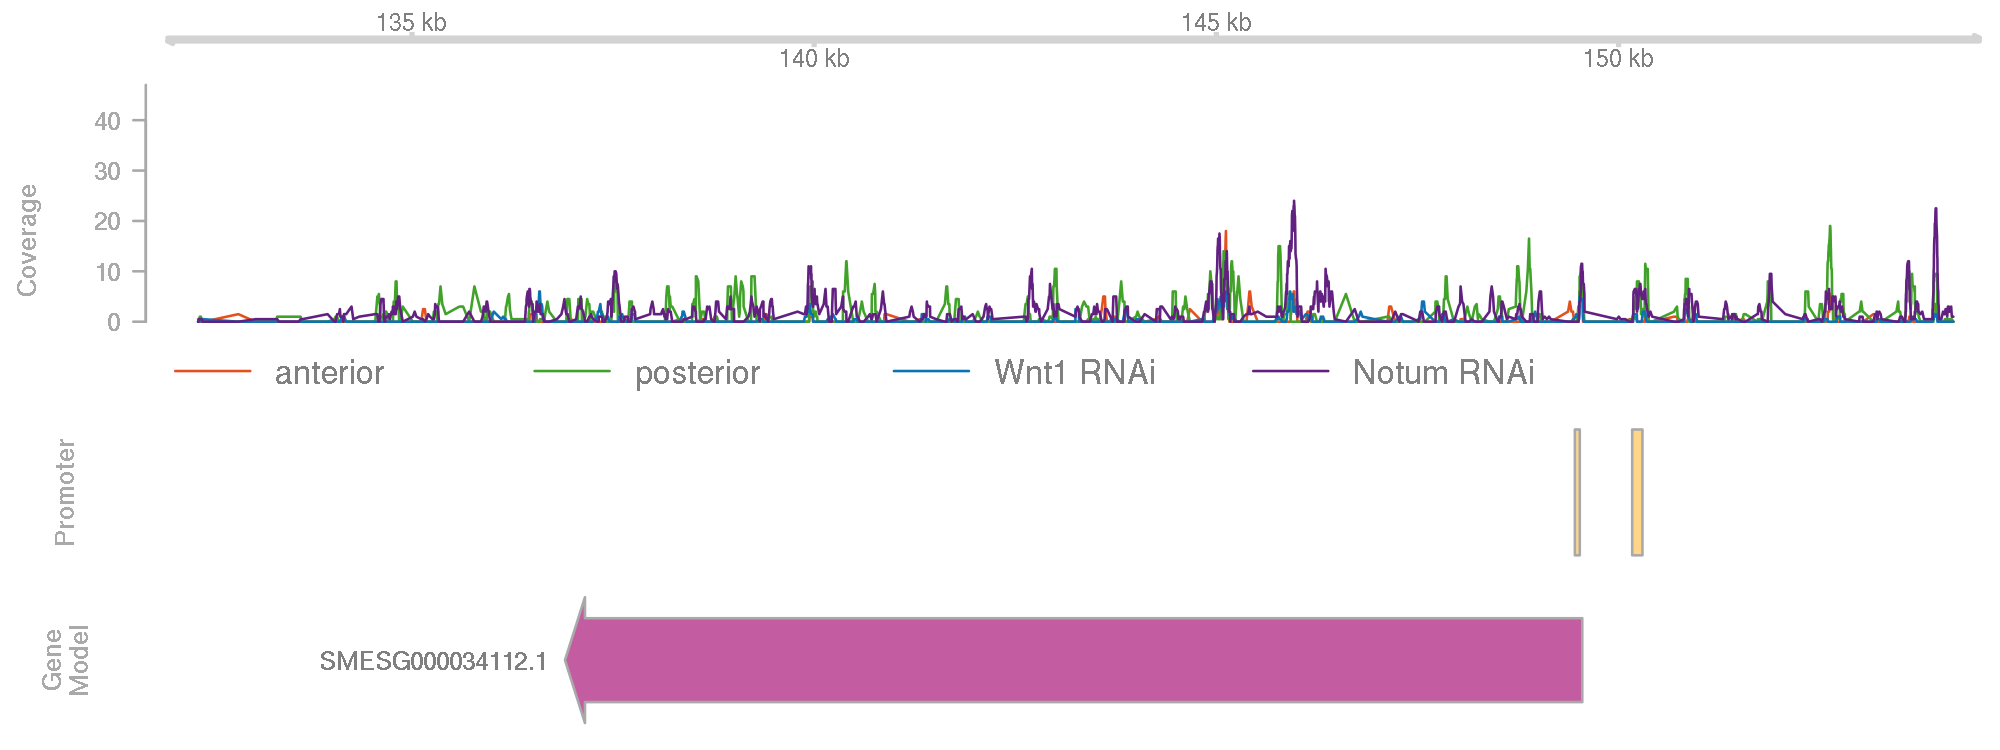 135 kb
145 kb
140 kb
150 kb
Coverage
40
30
20
10
0
anterior
posterior
Wnt1 RNAi
Notum RNAi
Promoter
Gene
Model
SMESG000034112.1